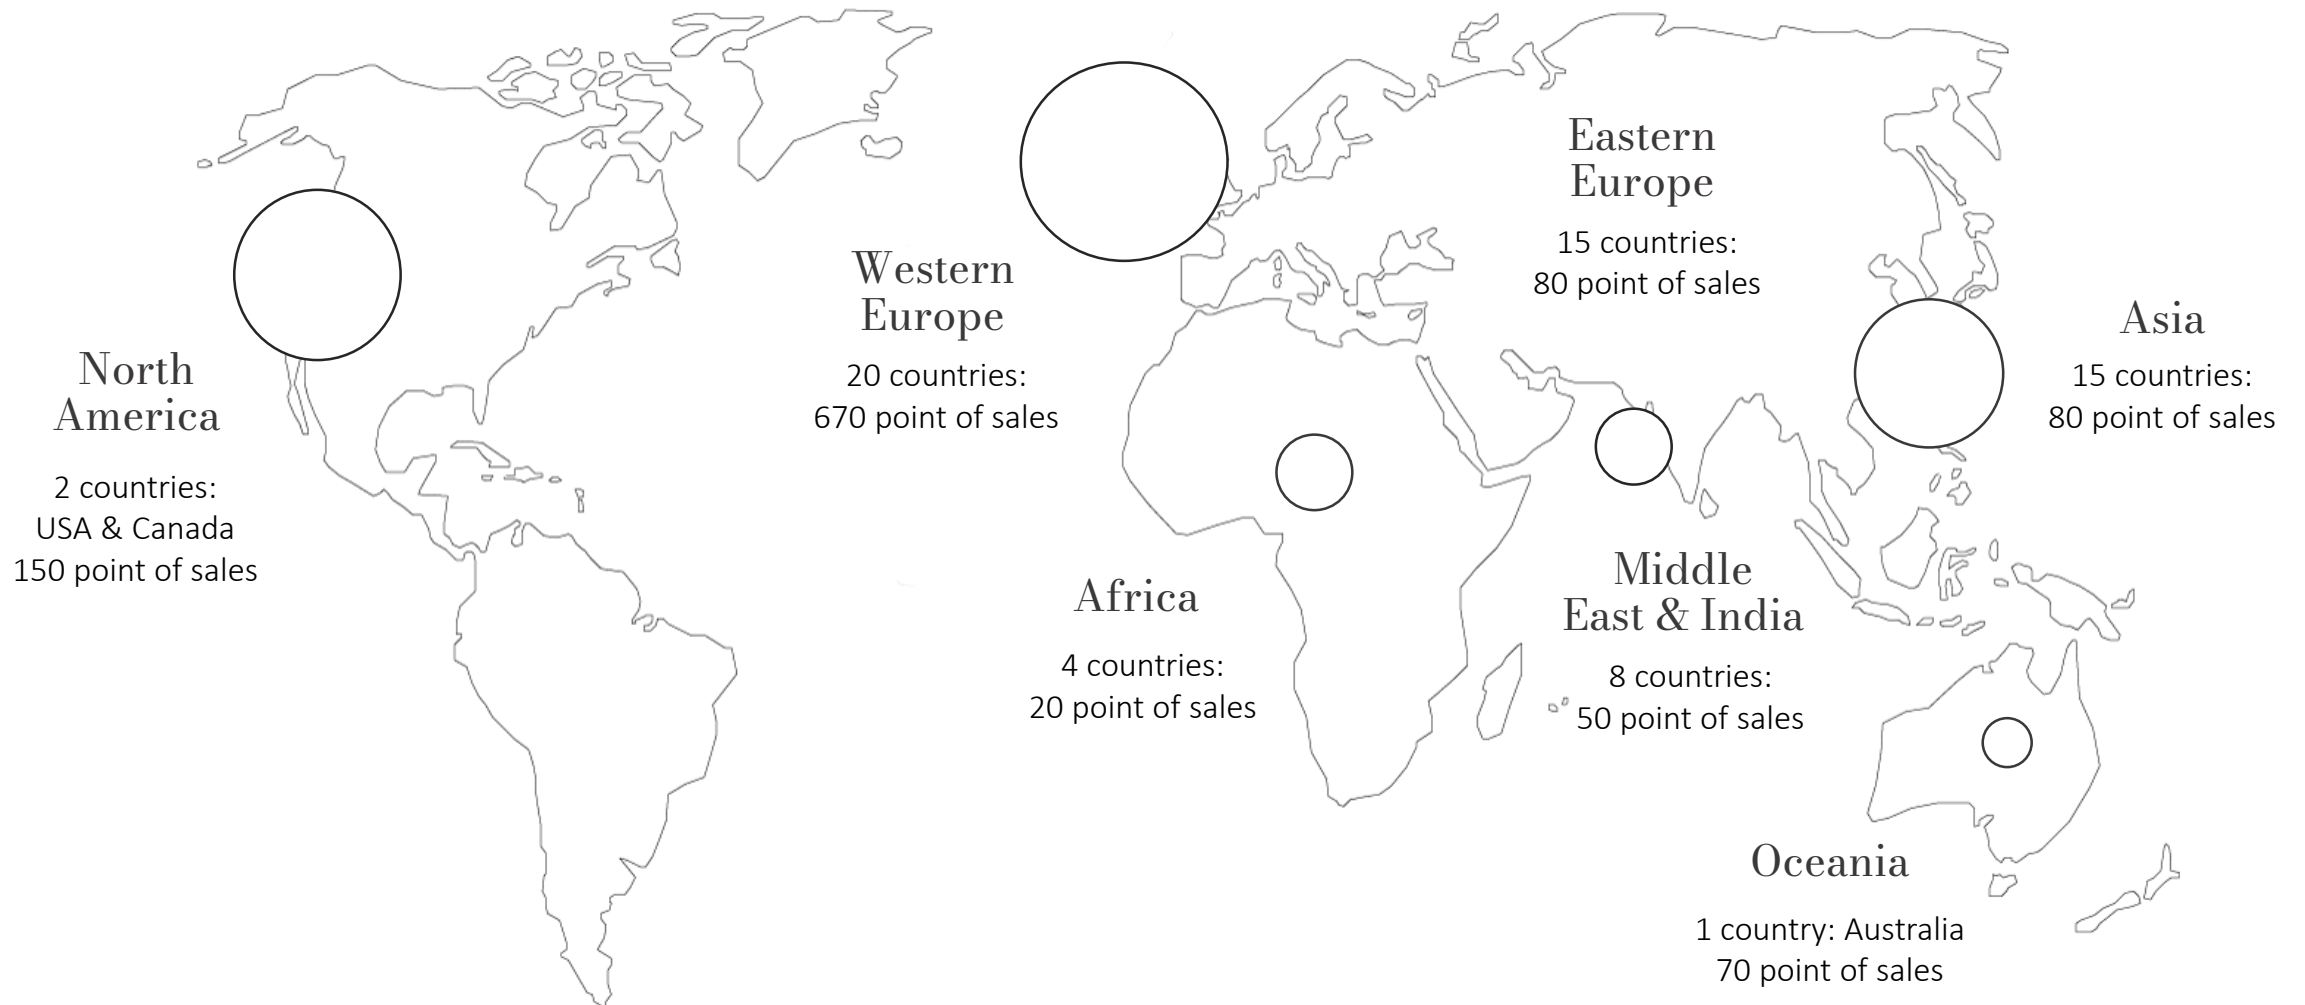 North
America
2 countries:
USA & Canada
150 point of sales
Western
Europe
20 countries:
670 point of sales
Eastern
Europe
15 countries:
80 point of sales
Asia
15 countries:
80 point of sales
Africa
4 countries:
20 point of sales
Middle
East & India
8 countries:
50 point of sales
Oceania
1 country: Australia
70 point of sales